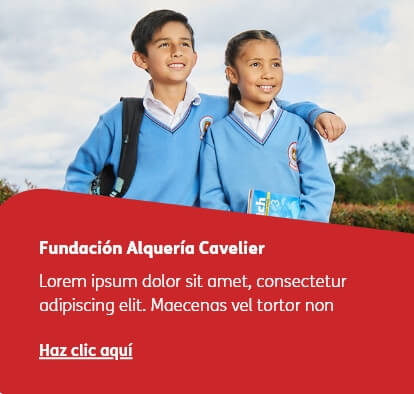 Fundación Alquería Cavelier
Lorem ipsum dolor sit amet, consectetur
adipiscing elit. Maecenas vel tortor non
Haz clic aquí